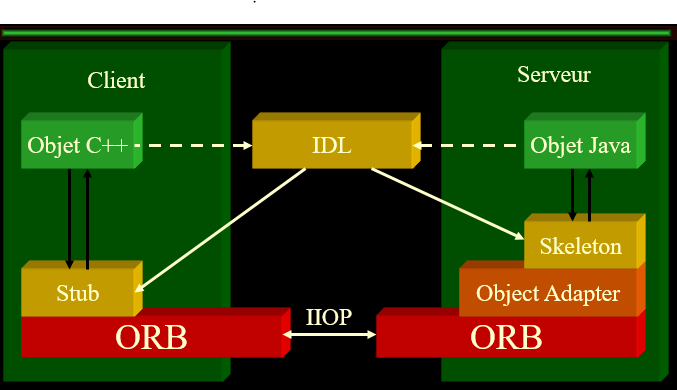 Client
Serveur
Objet C++
IDL
Objet Java
Skeleton
Stub
Object Adapter
IIOP
ORB
ORB